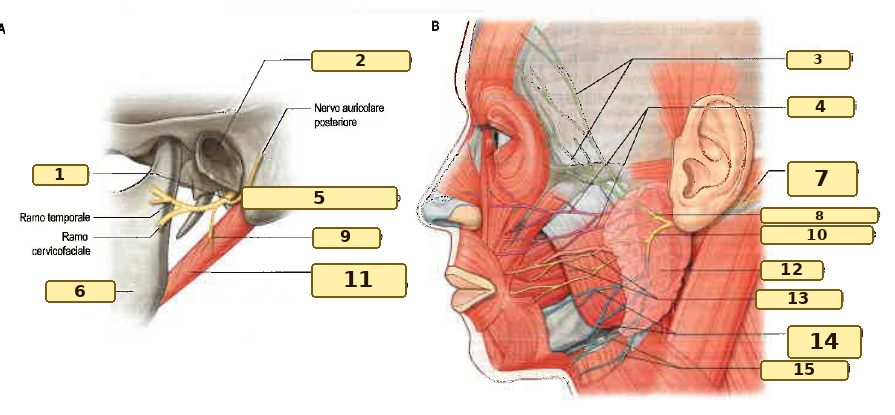 A
B
2
3
Nervo auricolare
posteriore
4
1
7
5
Ramo temporale
8
Ramo
cervicofaciale
9
10
12
11
6
13
14
15